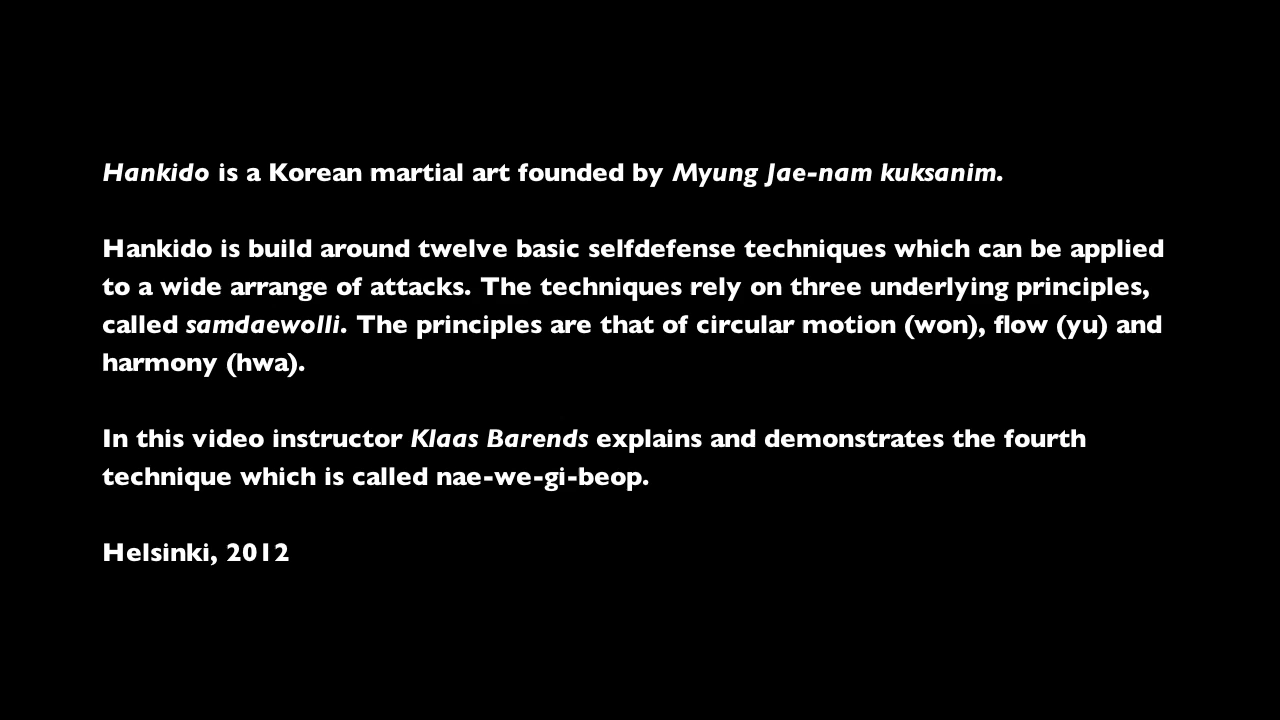 Hankido is a Korean martial art founded by Myung Jae-nam kuksanim.
Hankido is build around twelve basic selfdefense techniques which can be applied
to a wide arrange of attacks. The techniques rely on three underlying principles,
called samdaewolli. The principles are that of circular motion (won), flow (yu) and
harmony (hwa).
In this video instructor Klaas Barends explains and demonstrates the fourth
technique which is called nae-we-gi-beop.
Helsinki, 2012